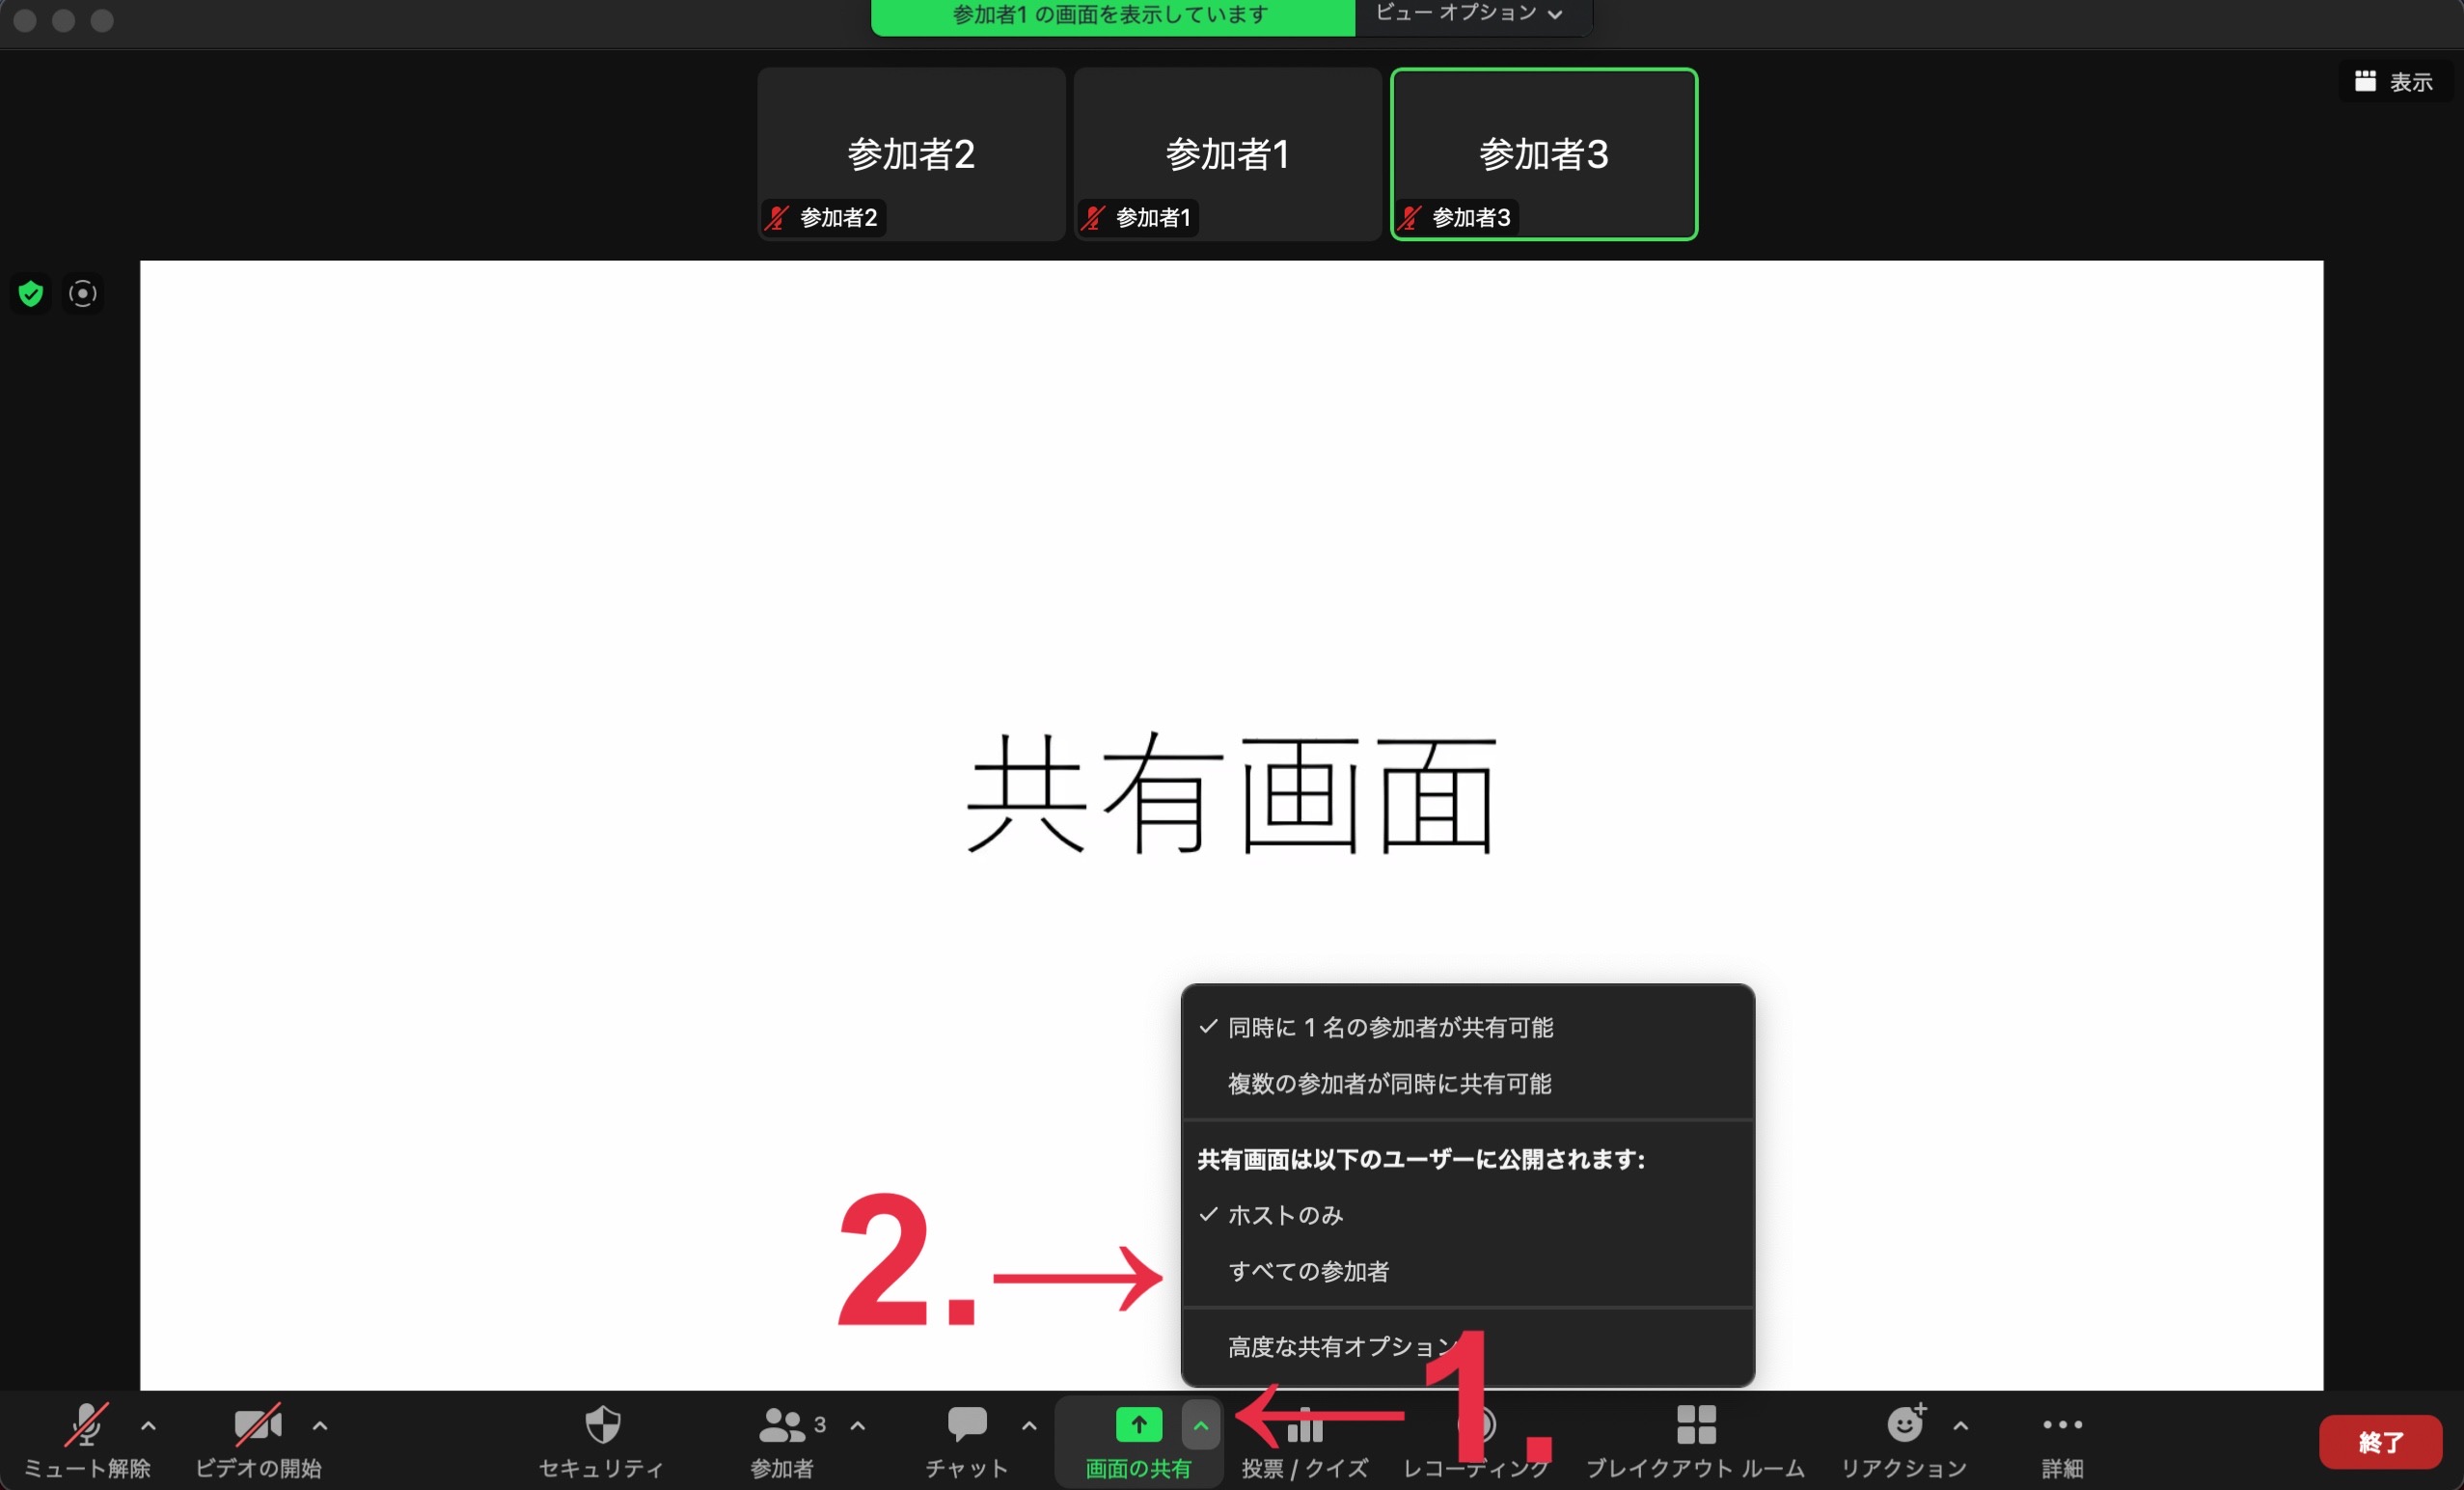 参加者1 の画面を表示しています
ビュー オプション
表示
参加者2
参加者1
参加者3
参加者2
参加者1
参加者3
共有画面
同時に 1 名の参加者が共有可能
複数の参加者が同時に共有可能
共有画面は以下のユーザーに公開されます:
ホストのみ
すべての参加者
高度な共有オプション
2.
1.
3
ミュート解除
ビデオの開始
セキュリティ
参加者
チャット
画面の共有
投票 / クイズ
レコーディング
ブレイクアウト ルーム
リアクション
詳細
終了